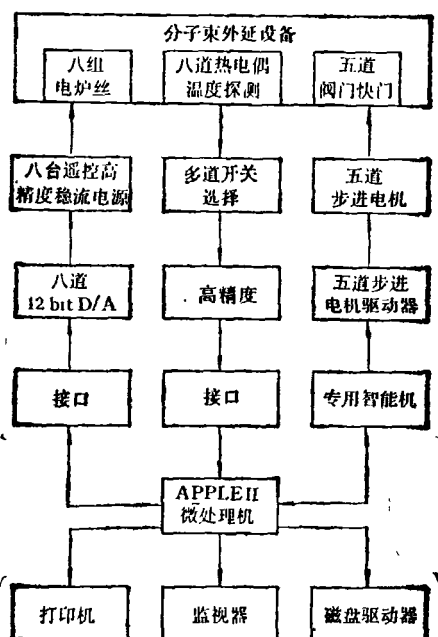 分子束外延设备
八组
电炉丝
八道热电偶
温度探测
五道
阀门快门
八台遥控高
精度稳流电源
多道开关
选择
五道
步进电机
八道
12 bit D/A
高精度
五道步进
电机驱动器
接口
接口
专用智能机
APPLE II
微处理机
打印机
监视器
磁盘驱动器